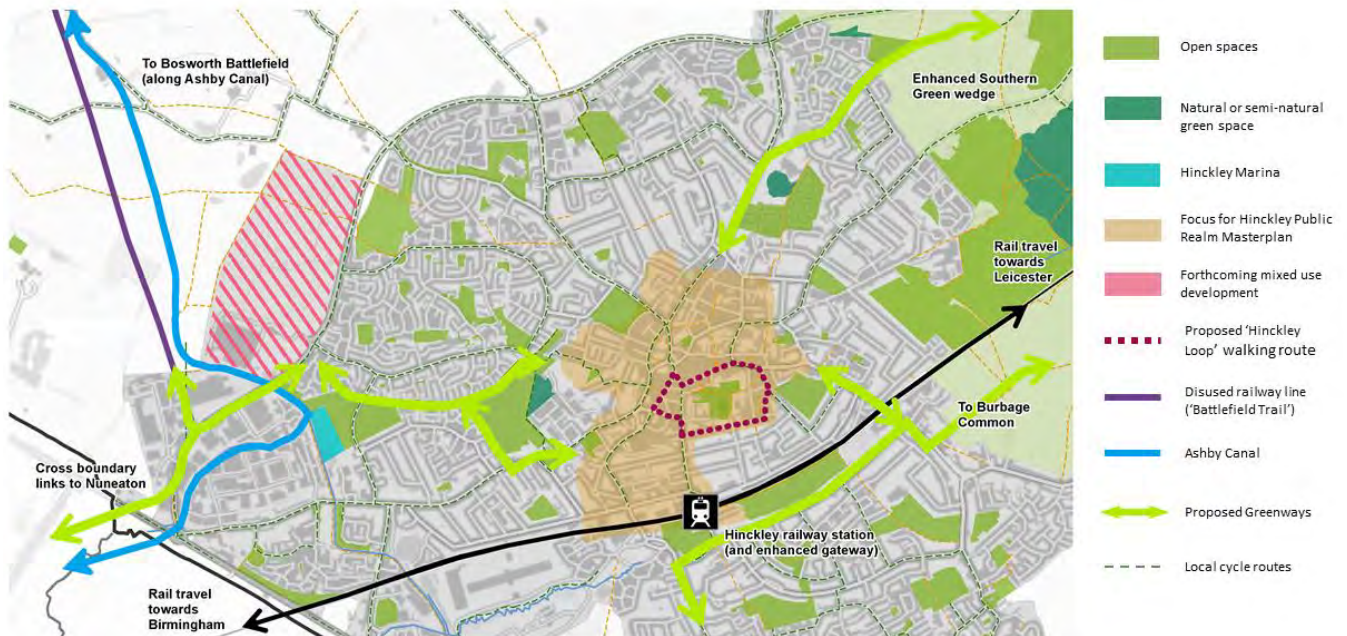 To Bosworth Battlefield
(along Ashby Canal)
Enhanced Southern
Green wedge
Rail travel
towards
Leicester
To Burbage
Common
Cross boundary
links to Nuneaton
Hinckley railway station
(and enhanced gateway)
Rail travel
towards
Birmingham
Open spaces
Natural or semi-natural
green space
Hinckley Marina
Focus for Hinckley Public
Realm Masterplan
Forthcoming mixed use
development
Proposed 'Hinckley
Loop' walking route
Disused railway line
('Battlefield Trail')
Ashby Canal
Proposed Greenways
Local cycle routes